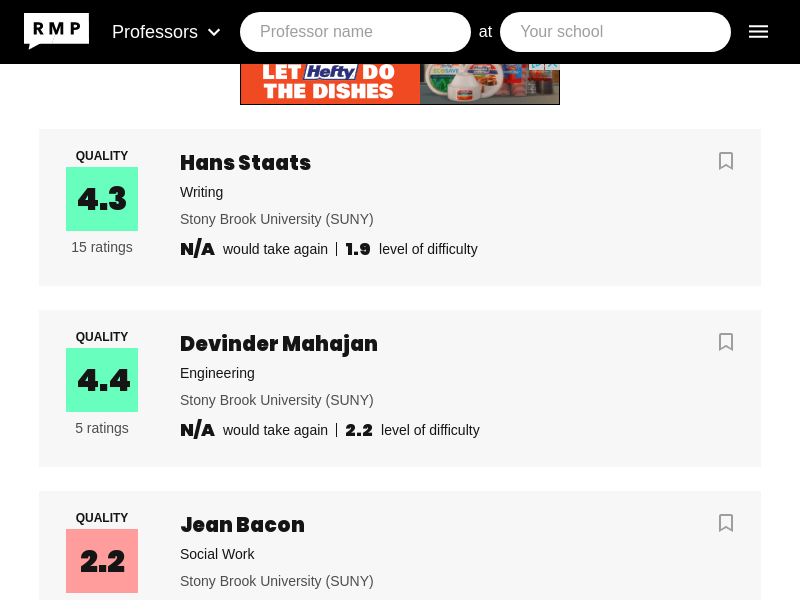 RMP Professors Professor name at Your school
LET Hefty DO
THE DISHES
ECOSAVE
QUALITY
4.3
15 ratings
Hans Staats
Writing
Stony Brook University (SUNY)
N/A would take again 1.9 level of difficulty
QUALITY
4.4
5 ratings
Devinder Mahajan
Engineering
Stony Brook University (SUNY)
N/A would take again 2.2 level of difficulty
QUALITY
2.2
Jean Bacon
Social Work
Stony Brook University (SUNY)